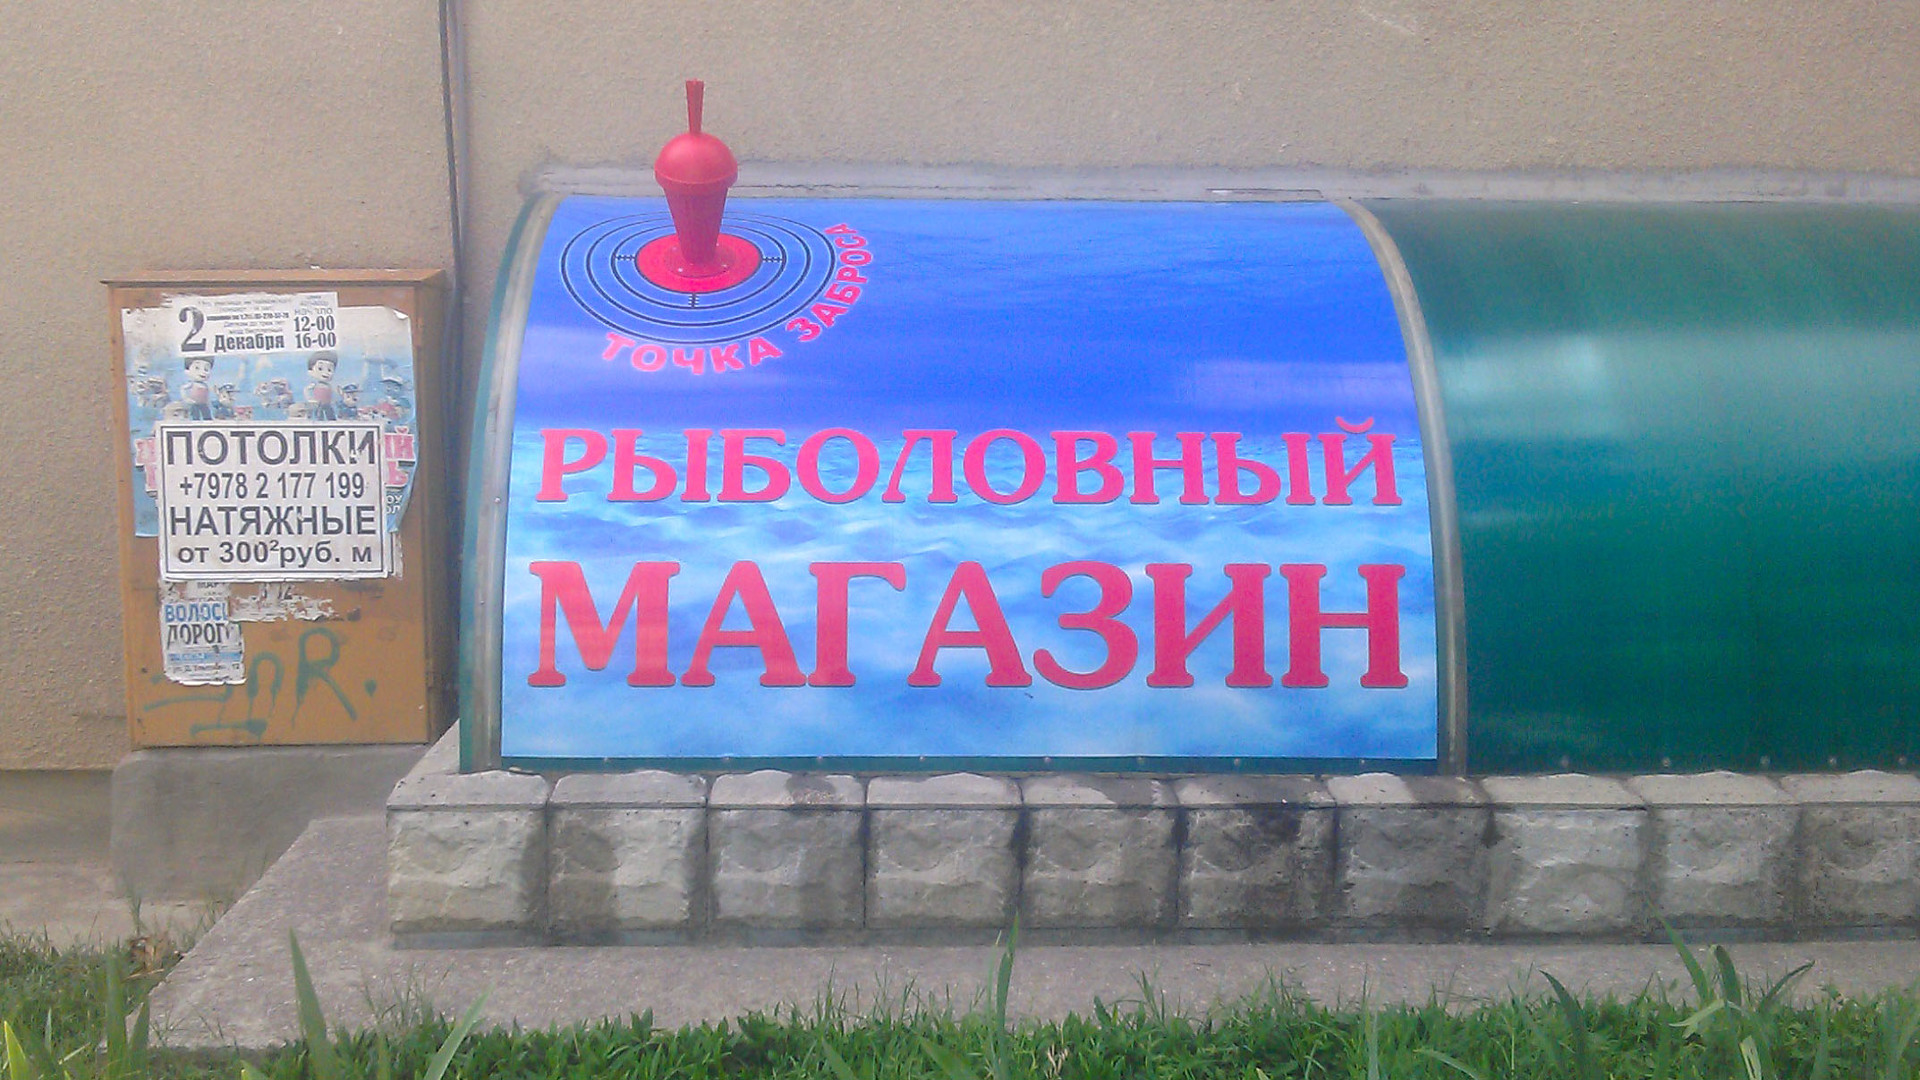 2
Декабря
12-00
16-00
ПОТОЛКИ
+7978 2 177 199
НАТЯЖНЫЕ
от 300²руб. м
ВОЛОС
ДОРОГ
ТОЧКА ЗАБРОСА
РЫБОЛОВНЫЙ
МАГАЗИН